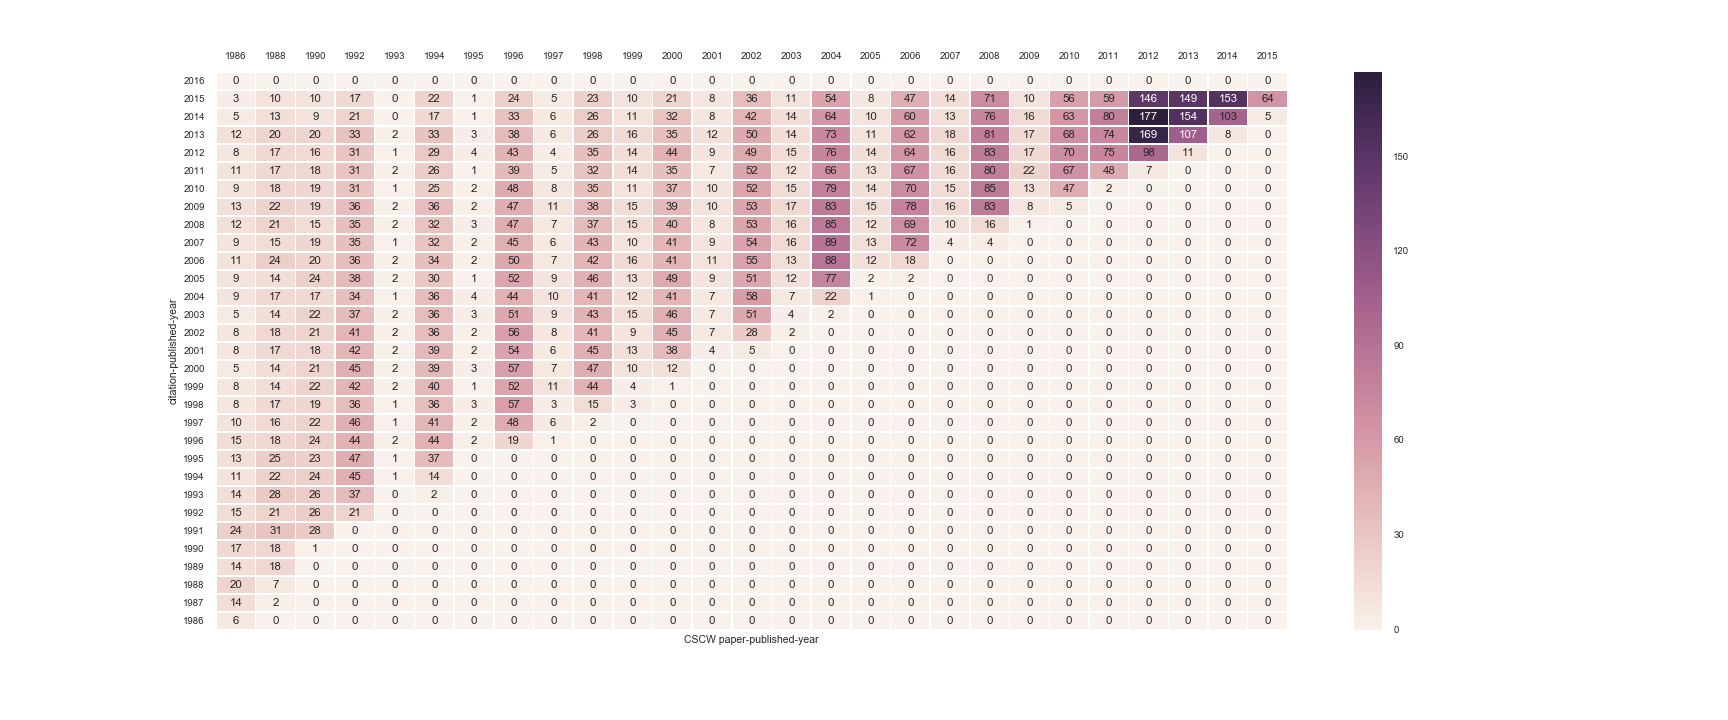 1986 1988 1990 1992 1993 1994 1995 1996 1997 1998 1999 2000 2001 2002 2003 2004 2005 2006 2007 2008 2009 2010 2011 2012 2013 2014 2015
2016 0 0 0 0 0 0 0 0 0 0 0 0 0 0 0 0 0 0 0 0 0 0 0 0 0 0 0
2015 3 10 10 17 0 22 1 24 5 23 10 21 8 36 11 54 8 47 14 71 10 56 59 146 149 153 64
2014 5 13 9 21 0 17 1 33 6 26 11 32 8 42 14 64 10 60 13 76 16 63 80 177 154 103 5
2013 12 20 20 33 2 33 3 38 6 26 16 35 12 50 14 73 11 62 18 81 17 68 74 169 107 8 0
2012 8 17 16 31 1 29 4 43 4 35 14 44 9 49 15 76 14 64 16 83 17 70 75 98 11 0 0
150
2011 11 17 18 31 2 26 1 39 5 32 14 35 7 52 12 66 13 67 16 80 22 67 48 7 0 0 0
2010 9 18 19 31 1 25 2 48 8 35 11 37 10 52 15 79 14 70 15 85 13 47 2 0 0 0 0
2009 13 22 19 36 2 36 2 47 11 38 15 39 10 53 17 83 15 78 16 83 8 5 0 0 0 0 0
2008 12 21 15 35 2 32 3 47 7 37 15 40 8 53 16 85 12 69 10 16 1 0 0 0 0 0 0
2007 9 15 19 35 1 32 2 45 6 43 10 41 9 54 16 89 13 72 4 4 0 0 0 0 0 0 0
120
2006 11 24 20 36 2 34 2 50 7 42 16 41 11 55 13 88 12 18 0 0 0 0 0 0 0 0 0
2005 9 14 24 38 2 30 1 52 9 46 13 49 9 51 12 77 2 2 0 0 0 0 0 0 0 0 0
2004 9 17 17 34 1 36 4 44 10 41 12 41 7 58 7 22 1 0 0 0 0 0 0 0 0 0 0
2003 5 14 22 37 2 36 3 51 9 43 15 46 7 51 4 2 0 0 0 0 0 0 0 0 0 0 0
2002 8 18 21 41 2 36 2 56 8 41 9 45 7 28 2 0 0 0 0 0 0 0 0 0 0 0 0
90
2001 8 17 18 42 2 39 2 54 6 45 13 38 4 5 0 0 0 0 0 0 0 0 0 0 0 0 0
citation-published-year
2000 5 14 21 45 2 39 3 57 7 47 10 12 0 0 0 0 0 0 0 0 0 0 0 0 0 0 0
1999 8 14 22 42 2 40 1 52 11 44 4 1 0 0 0 0 0 0 0 0 0 0 0 0 0 0 0
1998 8 17 19 36 1 36 3 57 3 15 3 0 0 0 0 0 0 0 0 0 0 0 0 0 0 0 0
1997 10 16 22 46 1 41 2 48 6 2 0 0 0 0 0 0 0 0 0 0 0 0 0 0 0 0 0
1996 15 18 24 44 2 44 2 19 1 0 0 0 0 0 0 0 0 0 0 0 0 0 0 0 0 0 0
60
1995 13 25 23 47 1 37 0 0 0 0 0 0 0 0 0 0 0 0 0 0 0 0 0 0 0 0 0
1994 11 22 24 45 1 14 0 0 0 0 0 0 0 0 0 0 0 0 0 0 0 0 0 0 0 0 0
1993 14 28 26 37 0 2 0 0 0 0 0 0 0 0 0 0 0 0 0 0 0 0 0 0 0 0 0
1992 15 21 26 21 0 0 0 0 0 0 0 0 0 0 0 0 0 0 0 0 0 0 0 0 0 0 0
1991 24 31 28 0 0 0 0 0 0 0 0 0 0 0 0 0 0 0 0 0 0 0 0 0 0 0 0
30
1990 17 18 1 0 0 0 0 0 0 0 0 0 0 0 0 0 0 0 0 0 0 0 0 0 0 0 0
1989 14 18 0 0 0 0 0 0 0 0 0 0 0 0 0 0 0 0 0 0 0 0 0 0 0 0 0
1988 20 7 0 0 0 0 0 0 0 0 0 0 0 0 0 0 0 0 0 0 0 0 0 0 0 0 0
1987 14 2 0 0 0 0 0 0 0 0 0 0 0 0 0 0 0 0 0 0 0 0 0 0 0 0 0
1986 6 0 0 0 0 0 0 0 0 0 0 0 0 0 0 0 0 0 0 0 0 0 0 0 0 0 0
0
CSCW paper-published-year